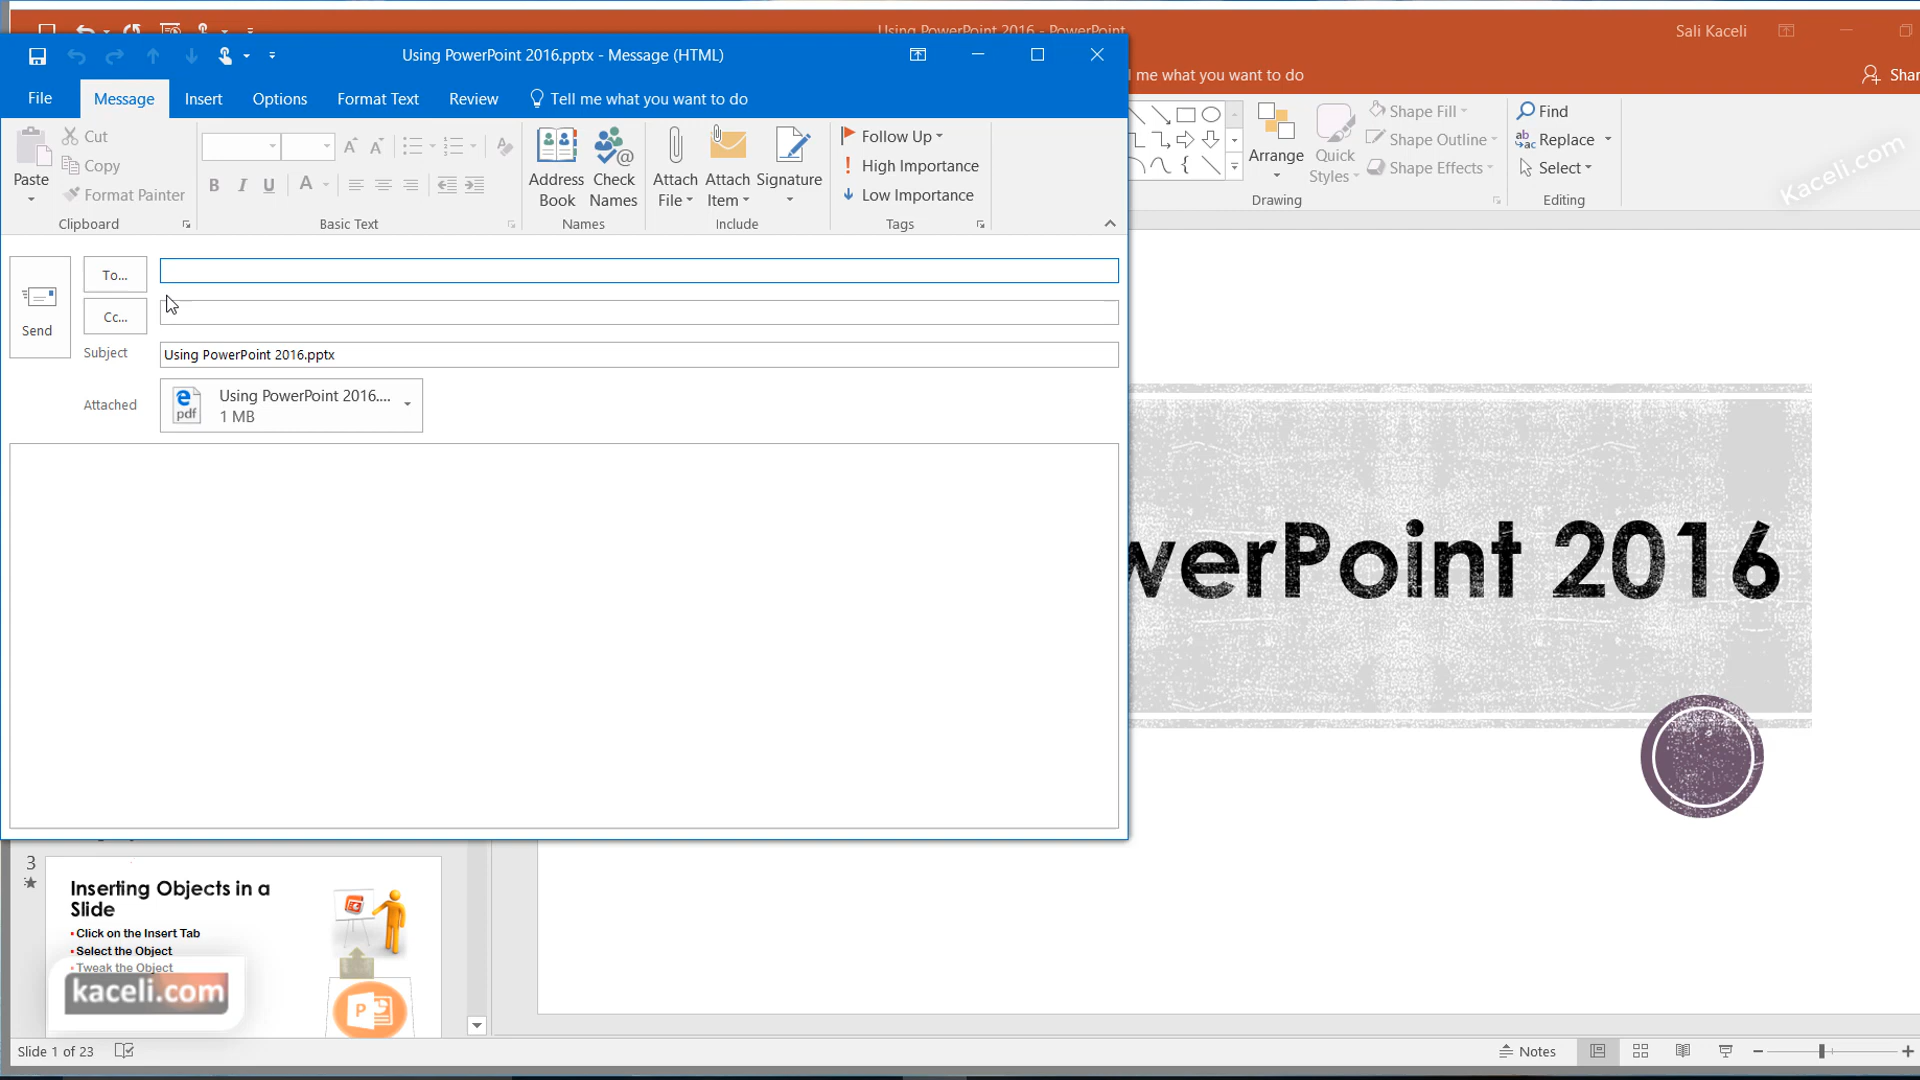 Using PowerPoint 2016 - PowerPoint
Sali Kaceli
Using PowerPoint 2016.pptx - Message (HTML)
me what you want to do
File
Message
Insert
Options
Format Text
Review
Tell me what you want to do
Paste
Cut
Copy
Format Painter
Clipboard
B I U A
Basic Text
Address Book
Check Names
Names
Attach File
Attach Item
Signature
Include
Follow Up
High Importance
Low Importance
Tags
Arrange
Quick Styles
Shape Fill
Shape Outline
Shape Effects
Drawing
Find
Replace
Select
Editing
Kaceli.com
Send
To...
Cc...
Subject
Using PowerPoint 2016.pptx
Attached
pdf
Using PowerPoint 2016....
1 MB
werPoint 2016
3
Inserting Objects in a
Slide
Click on the Insert Tab
Select the Object
Tweak the Object
kaceli.com
P
Slide 1 of 23
Notes